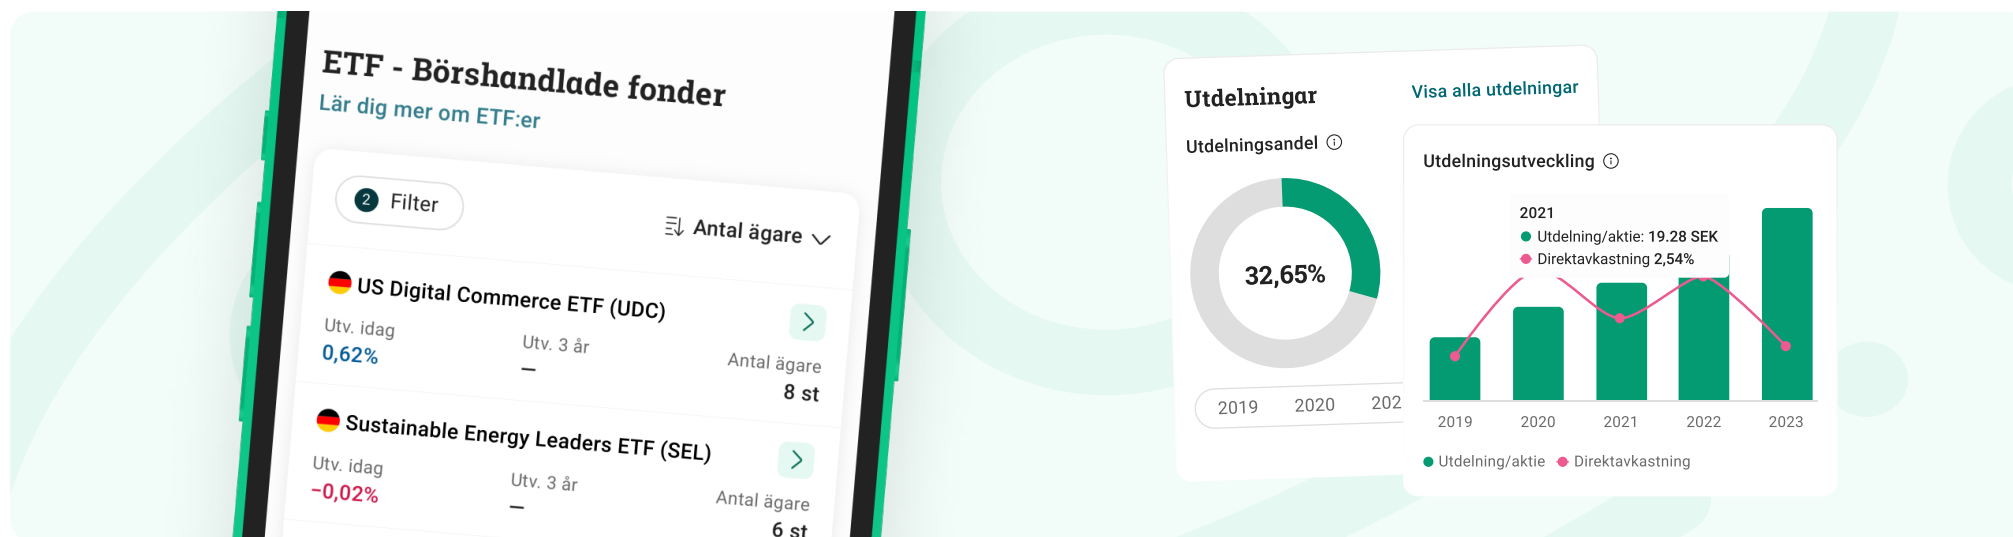 ETF - Börshandlade fonder
Lär dig mer om ETF:er
2 Filter
Antal ägare
US Digital Commerce ETF (UDC)
Utv. idag
0,62%
Utv. 3 år
–
Antal ägare
8 st
Sustainable Energy Leaders ETF (SEL)
Utv. idag
−0,02%
Utv. 3 år
–
Antal ägare
6 st
Utdelningar
Visa alla utdelningar
Utdelningsandel
32,65%
2019 2020 202
Utdelningsutveckling
2021
Utdelning/aktie: 19.28 SEK
Direktavkastning 2,54%
2019 2020 2021 2022 2023
Utdelning/aktie Direktavkastning